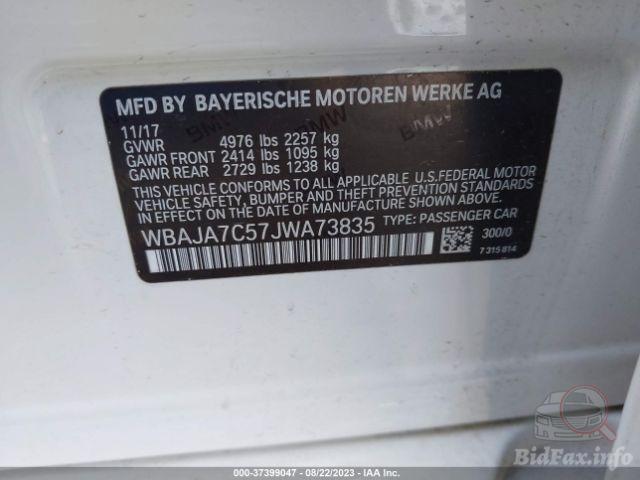 MFD BY BAYERISCHE MOTOREN WERKE AG
11/17
GVWR 4976 lbs 2257 kg
GAWR FRONT 2414 lbs 1095 kg
GAWR REAR 2729 lbs 1238 kg
THIS VEHICLE CONFORMS TO ALL APPLICABLE U.S.FEDERAL MOTOR
VEHICLE SAFETY, BUMPER AND THEFT PREVENTION STANDARDS
IN EFFECT ON THE DATE OF MANUFACTURE SHOWN ABOVE.
WBAJA7C57JWA73835 TYPE: PASSENGER CAR
300/0
7 315 814
BMW
BMW
BMW
000-37399047 - 08/22/2023 - IAA Inc.
BidFax.info